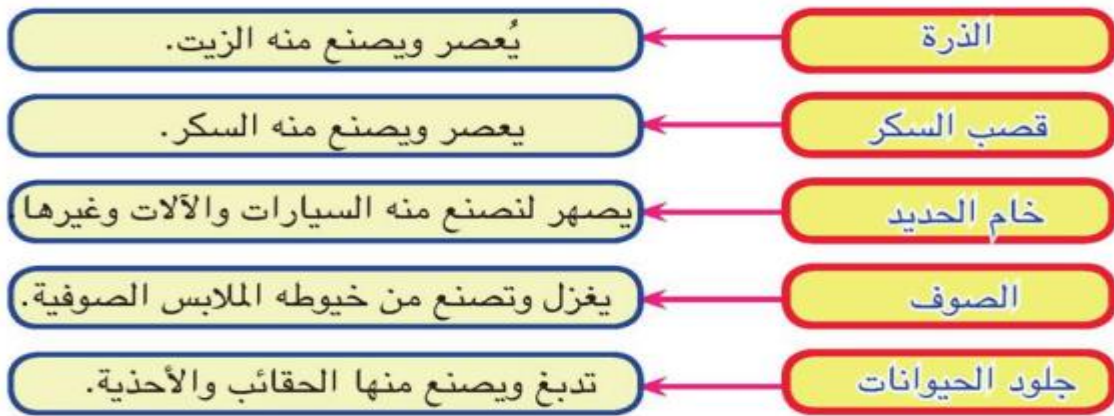 الذرة
يُعصر ويصنع منه الزيت.
قصب السكر
يعصر ويصنع منه السكر.
خام الحديد
يصهر لنصنع منه السيارات والآلات وغيرها.
الصوف
يغزل وتصنع من خيوطه الملابس الصوفية.
جلود الحيوانات
تدبغ ويصنع منها الحقائب والأحذية.